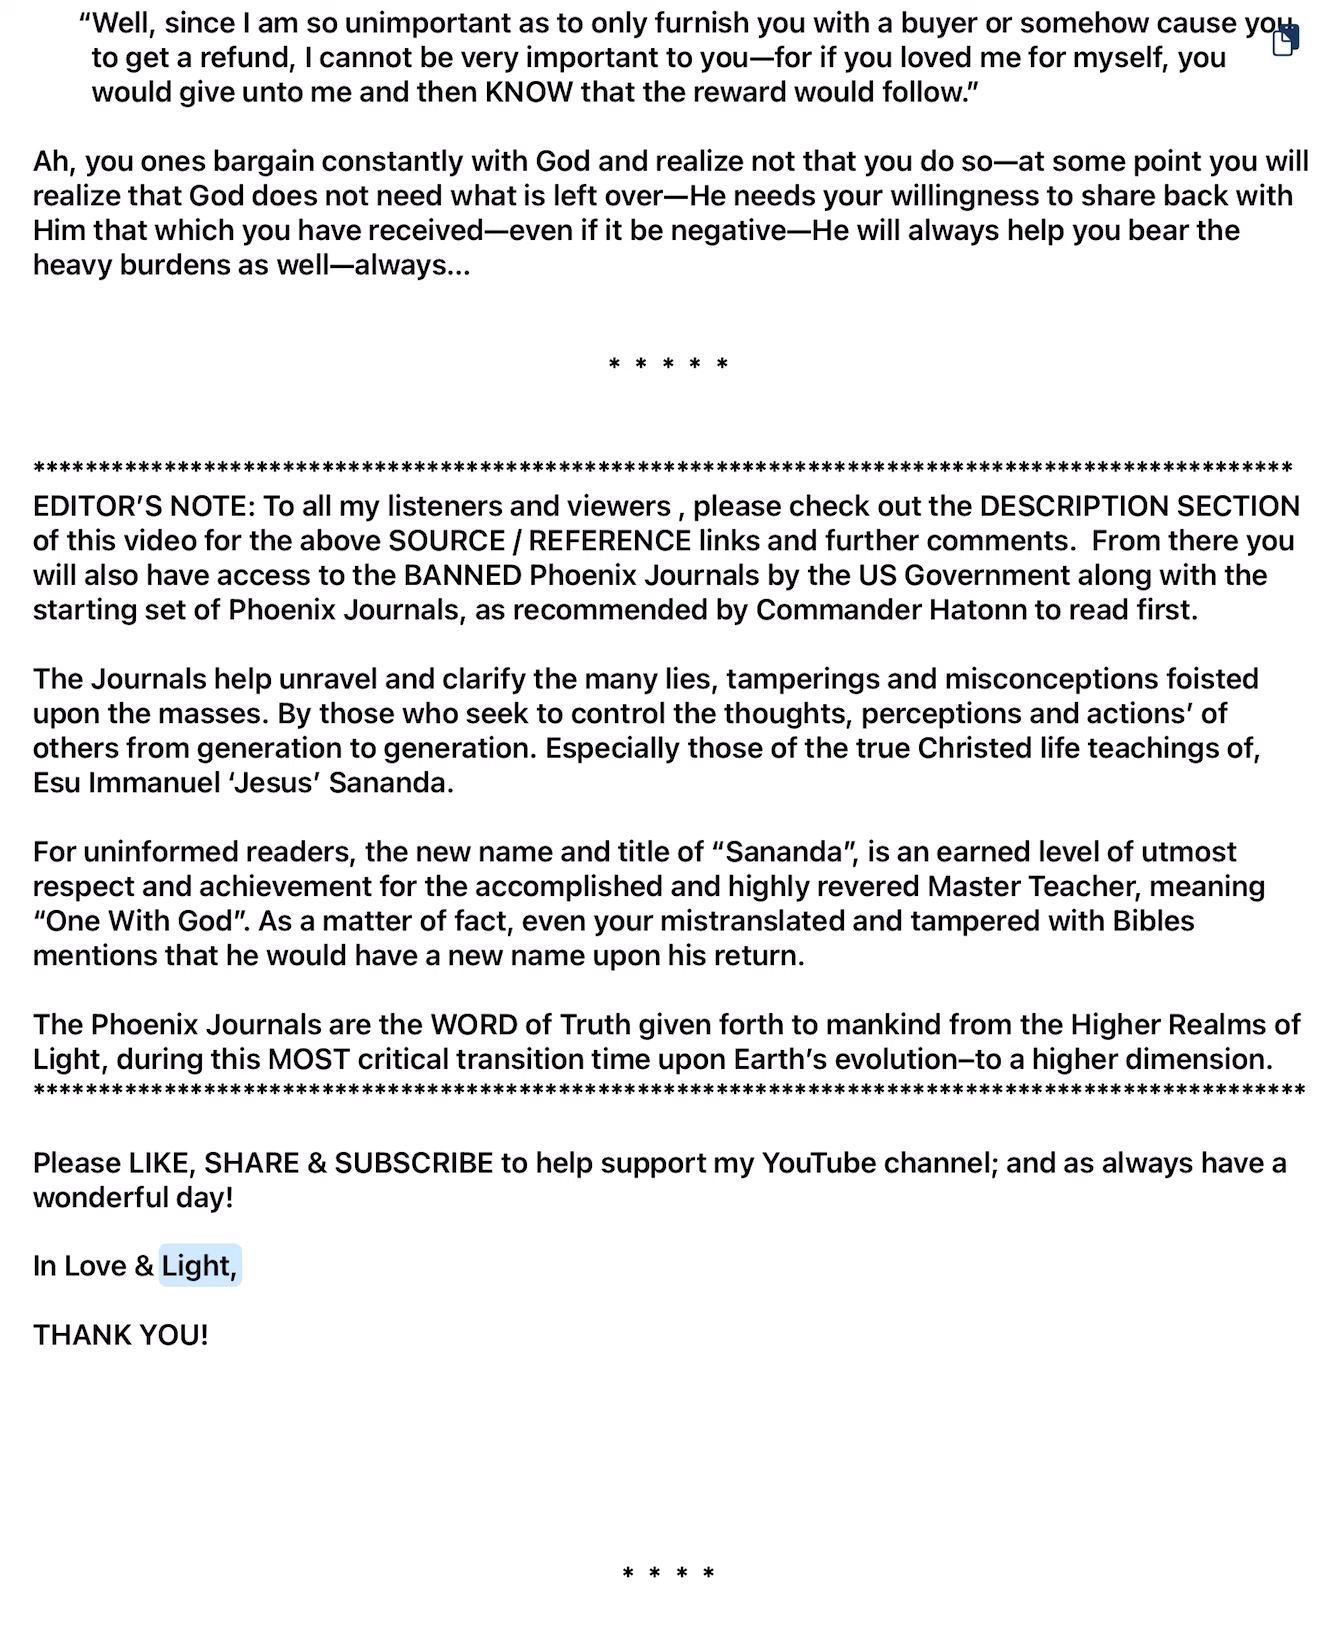 “Well, since I am so unimportant as to only furnish you with a buyer or somehow cause you
to get a refund, I cannot be very important to you—for if you loved me for myself, you
would give unto me and then KNOW that the reward would follow.”
Ah, you ones bargain constantly with God and realize not that you do so—at some point you will
realize that God does not need what is left over—He needs your willingness to share back with
Him that which you have received—even if it be negative—He will always help you bear the
heavy burdens as well—always...
* * * * *
***************************************************************************************************
EDITOR’S NOTE: To all my listeners and viewers , please check out the DESCRIPTION SECTION
of this video for the above SOURCE / REFERENCE links and further comments.  From there you
will also have access to the BANNED Phoenix Journals by the US Government along with the
starting set of Phoenix Journals, as recommended by Commander Hatonn to read first.
The Journals help unravel and clarify the many lies, tamperings and misconceptions foisted
upon the masses. By those who seek to control the thoughts, perceptions and actions’ of
others from generation to generation. Especially those of the true Christed life teachings of,
Esu Immanuel ‘Jesus’ Sananda.
For uninformed readers, the new name and title of “Sananda”, is an earned level of utmost
respect and achievement for the accomplished and highly revered Master Teacher, meaning
“One With God”. As a matter of fact, even your mistranslated and tampered with Bibles
mentions that he would have a new name upon his return.
The Phoenix Journals are the WORD of Truth given forth to mankind from the Higher Realms of
Light, during this MOST critical transition time upon Earth’s evolution–to a higher dimension.
****************************************************************************************************
Please LIKE, SHARE & SUBSCRIBE to help support my YouTube channel; and as always have a
wonderful day!
In Love & Light,
THANK YOU!
* * * *